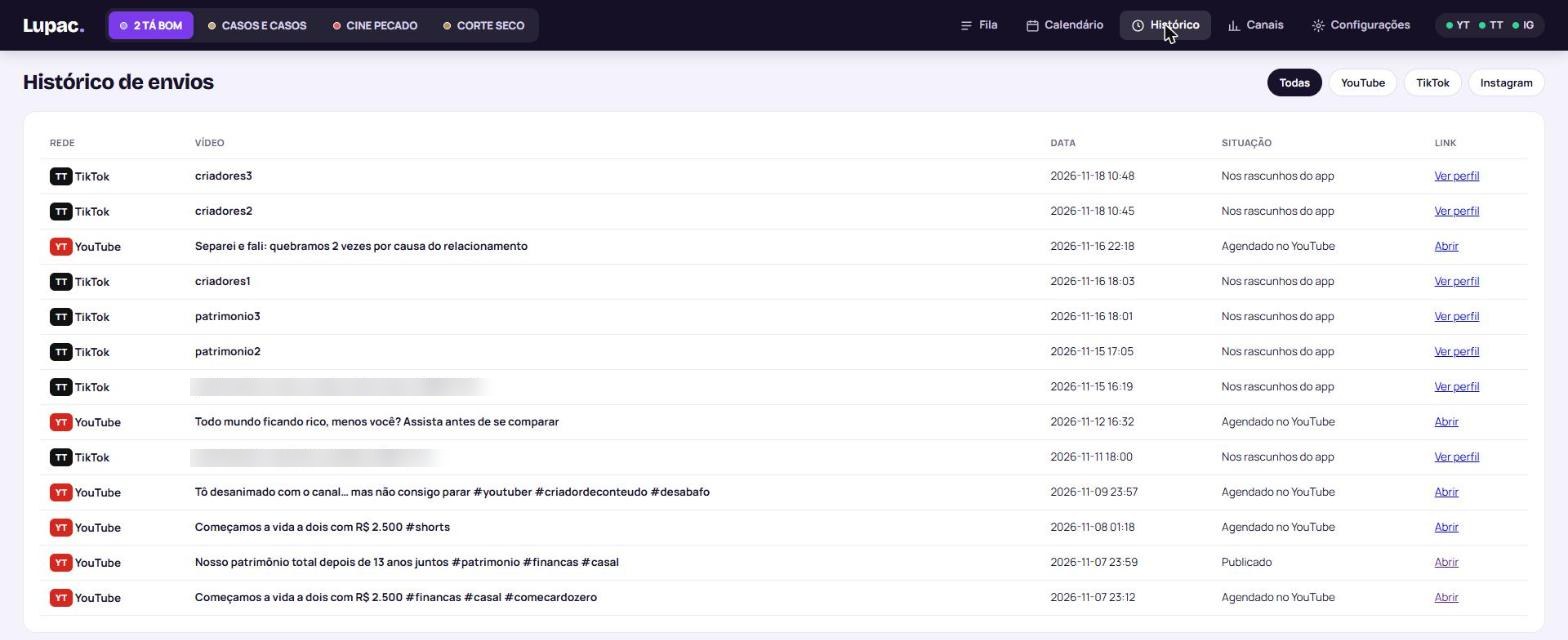 Lupac.
2 TÁ BOM CASOS E CASOS CINE PECADO CORTE SECO Fila Calendário Histórico Canais Configurações YT TT IG
Histórico de envios
Todas YouTube TikTok Instagram
REDE VÍDEO DATA SITUAÇÃO LINK
TT TikTok criadores3 2026-11-18 10:48 Nos rascunhos do app Ver perfil
TT TikTok criadores2 2026-11-18 10:45 Nos rascunhos do app Ver perfil
YT YouTube Separei e fali: quebramos 2 vezes por causa do relacionamento 2026-11-16 22:18 Agendado no YouTube Abrir
TT TikTok criadores1 2026-11-16 18:03 Nos rascunhos do app Ver perfil
TT TikTok patrimonio3 2026-11-16 18:01 Nos rascunhos do app Ver perfil
TT TikTok patrimonio2 2026-11-15 17:05 Nos rascunhos do app Ver perfil
TT TikTok 2026-11-15 16:19 Nos rascunhos do app Ver perfil
YT YouTube Todo mundo ficando rico, menos você? Assista antes de se comparar 2026-11-12 16:32 Agendado no YouTube Abrir
TT TikTok 2026-11-11 18:00 Nos rascunhos do app Ver perfil
YT YouTube Tô desanimado com o canal... mas não consigo parar #youtuber #criadordeconteudo #desabafo 2026-11-09 23:57 Agendado no YouTube Abrir
YT YouTube Começamos a vida a dois com R$ 2.500 #shorts 2026-11-08 01:18 Agendado no YouTube Abrir
YT YouTube Nosso patrimônio total depois de 13 anos juntos #patrimonio #financas #casal 2026-11-07 23:59 Publicado Abrir
YT YouTube Começamos a vida a dois com R$ 2.500 #financas #casal #comecardozero 2026-11-07 23:12 Agendado no YouTube Abrir